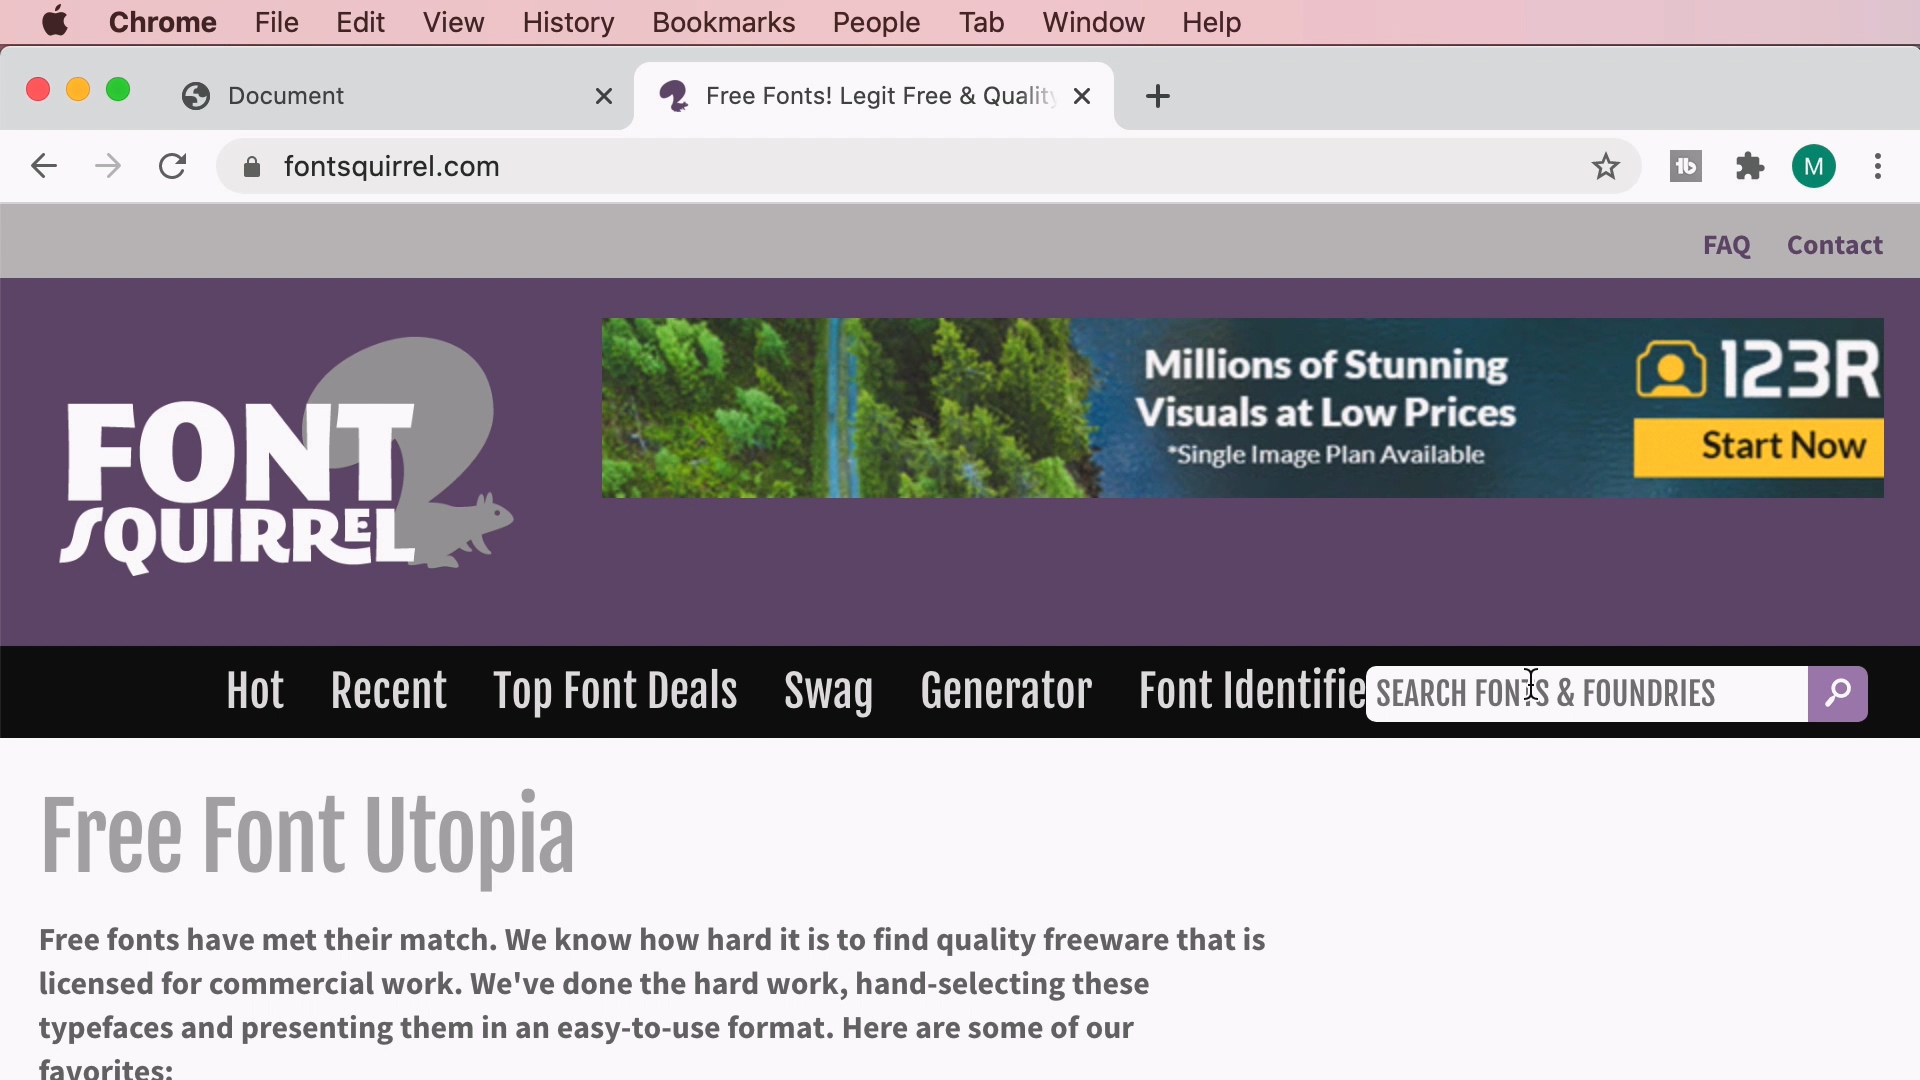 Chrome File Edit View History Bookmarks People Tab Window Help
Document
Free Fonts! Legit Free & Quality
fontsquirrel.com
tb
M
FAQ Contact
FONT
SQUIRREL
Millions of Stunning
Visuals at Low Prices
*Single Image Plan Available
123R
Start Now
Hot Recent Top Font Deals Swag Generator Font Identifie
SEARCH FONTS & FOUNDRIES
Free Font Utopia
Free fonts have met their match. We know how hard it is to find quality freeware that is
licensed for commercial work. We've done the hard work, hand-selecting these
typefaces and presenting them in an easy-to-use format. Here are some of our
favorites: